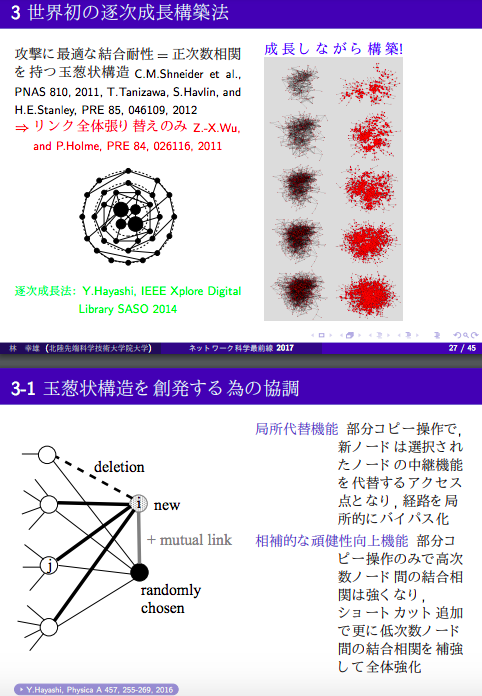 3 世界初の逐次成長構築法
攻撃に最適な結合耐性＝正次数相関
を持つ玉葱状構造 C.M.Shneider et al.,
PNAS 810, 2011, T.Tanizawa, S.Havlin, and
H.E.Stanley, PRE 85, 046109, 2012
⇒ リンク全体張り替えのみ Z.-X.Wu,
and P.Holme, PRE 84, 026116, 2011
逐次成長法: Y.Hayashi, IEEE Xplore Digital
Library SASO 2014
成長しながら構築!
林 幸雄 (北陸先端科学技術大学院大学)
ネットワーク科学最前線 2017
27 / 45
3-1 玉葱状構造を創発する為の協調
deletion
i
new
+ mutual link
j
randomly
chosen
局所代替機能 部分コピー操作で,
新ノードは選択され
たノードの中継機能
を代替するアクセス
点となり, 経路を局
所的にバイパス化
相補的な頑健性向上機能 部分コ
ピー操作のみで高次
数ノード間の結合相
関は強くなり,
ショートカット追加
で更に低次数ノード
間の結合相関を補強
して全体強化
Y.Hayashi, Physica A 457, 255-269, 2016